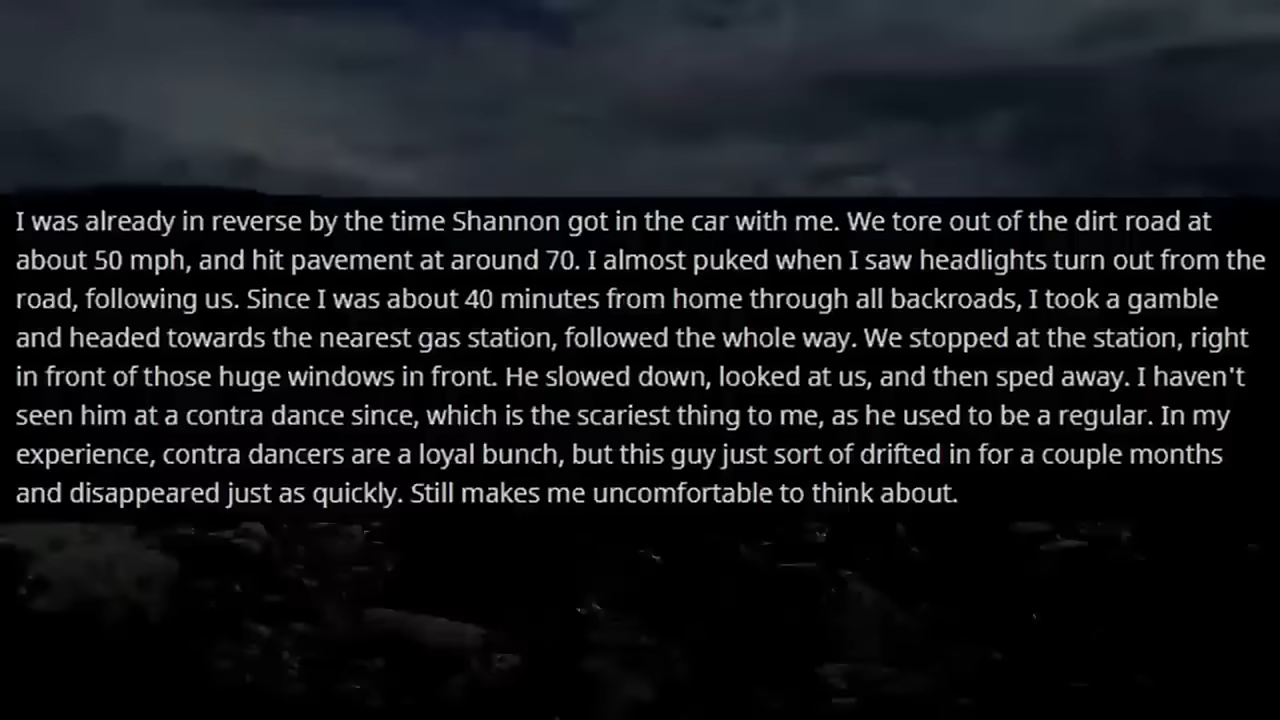 I was already in reverse by the time Shannon got in the car with me. We tore out of the dirt road at
about 50 mph, and hit pavement at around 70. I almost puked when I saw headlights turn out from the
road, following us. Since I was about 40 minutes from home through all backroads, I took a gamble
and headed towards the nearest gas station, followed the whole way. We stopped at the station, right
in front of those huge windows in front. He slowed down, looked at us, and then sped away. I haven't
seen him at a contra dance since, which is the scariest thing to me, as he used to be a regular. In my
experience, contra dancers are a loyal bunch, but this guy just sort of drifted in for a couple months
and disappeared just as quickly. Still makes me uncomfortable to think about.